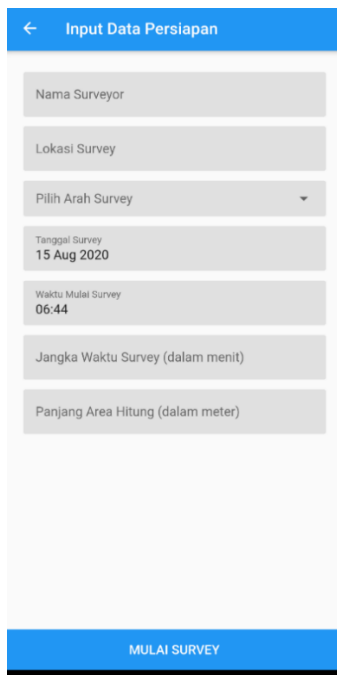 Input Data Persiapan
Nama Surveyor
Lokasi Survey
Pilih Arah Survey
Tanggal Survey
15 Aug 2020
Waktu Mulai Survey
06:44
Jangka Waktu Survey (dalam menit)
Panjang Area Hitung (dalam meter)
MULAI SURVEY